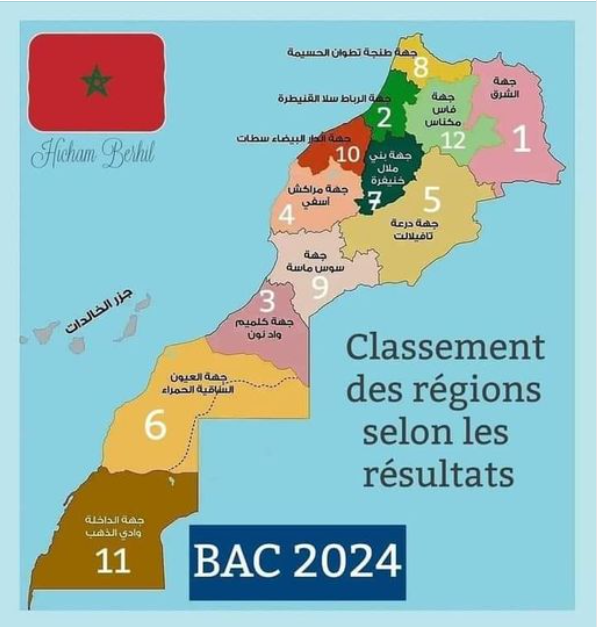 جهة طنجة تطوان الحسيمة
8
جهة
الشرق
1
جهة الرباط سلا القنيطرة
2
جهة
فاس
مكناس
12
Hicham Berhil
جهة الدار البيضاء سطات
10
جهة بني
ملال
خنيفرة
7
جهة مراكش
آسفي
4
5
جهة درعة
تافيلالت
جهة
سوس ماسة
9
جزر الخالدات
3
جهة كلميم
واد نون
جهة العيون
الساقية الحمراء
6
Classement
des régions
selon les
résultats
جهة الداخلة
وادي الذهب
11
BAC 2024